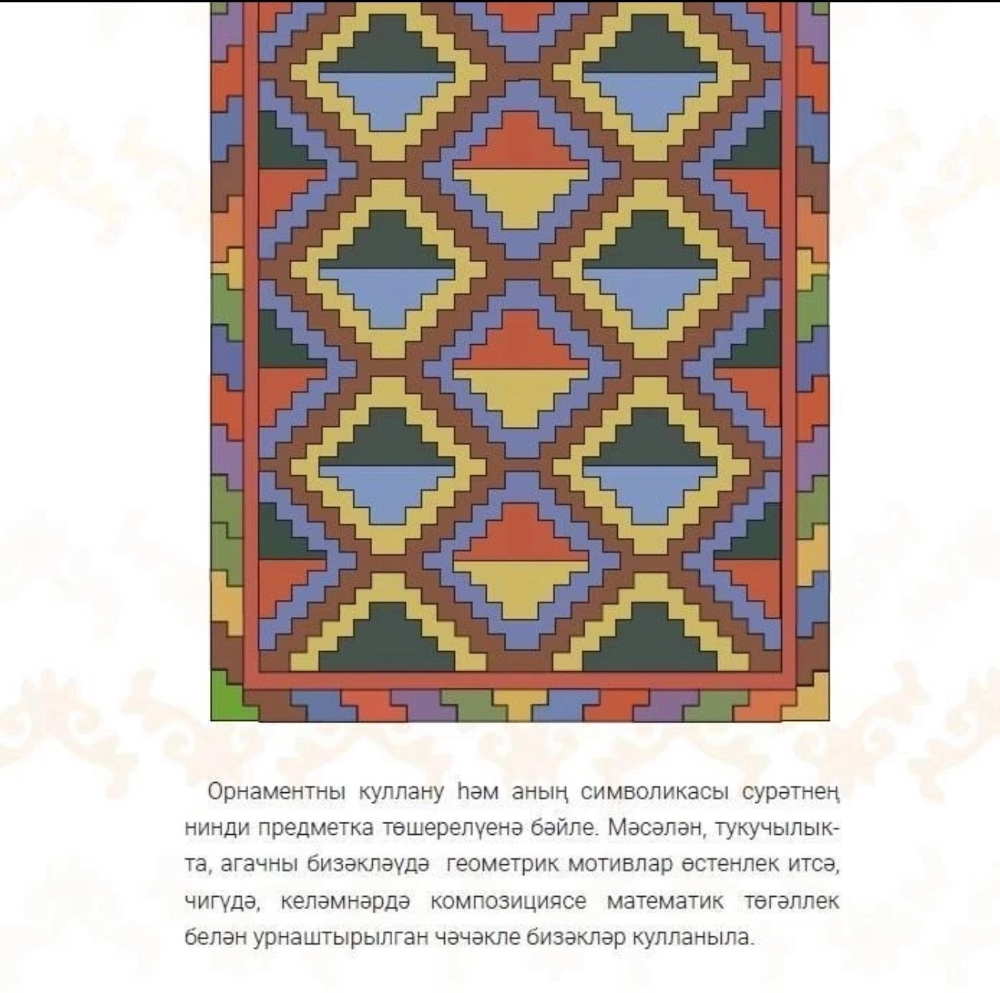 Орнаментны куллану һәм аның символикасы сурәтнең
нинди предметка төшерелүенә бәйле. Мәсәлән, тукучылык-
та, агачны бизәкләүдә геометрик мотивлар өстенлек итсә,
чигүдә, келәмнәрдә композициясе математик төгәллек
белән урнаштырылган чәчәкле бизәкләр кулланыла.